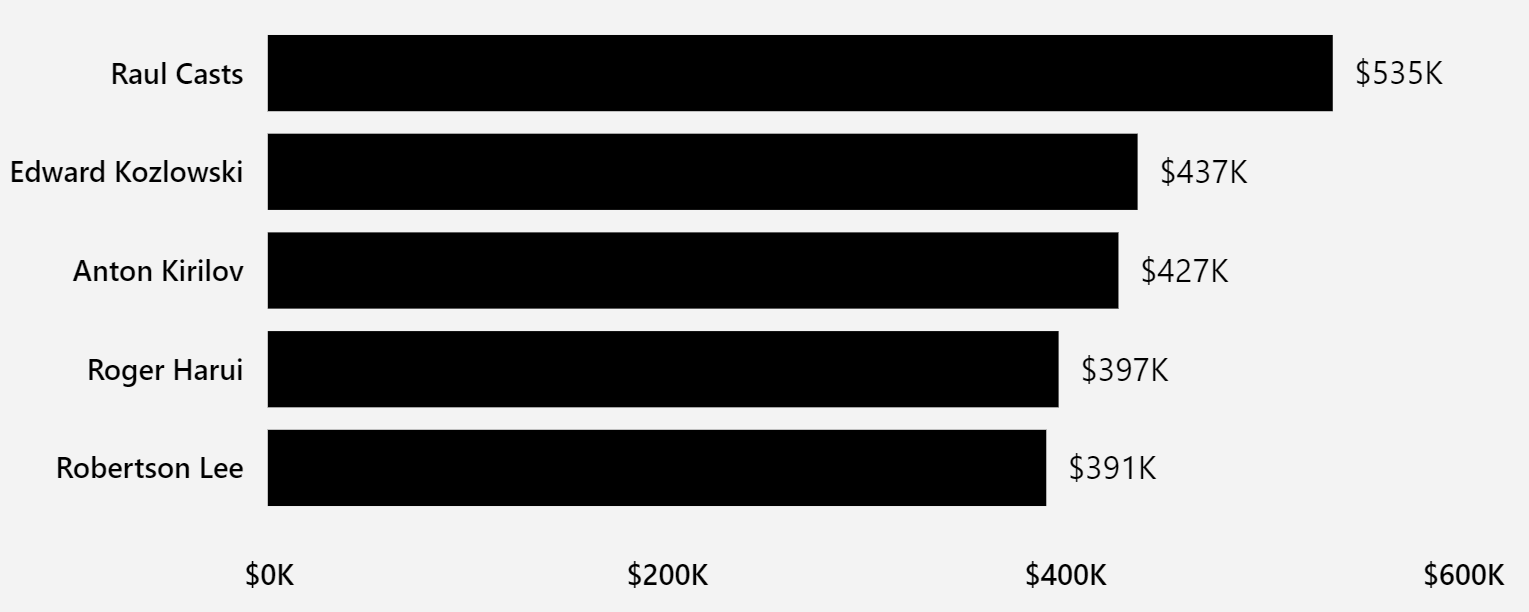 Raul Casts $535K
Edward Kozlowski $437K
Anton Kirilov $427K
Roger Harui $397K
Robertson Lee $391K
$0K $200K $400K $600K